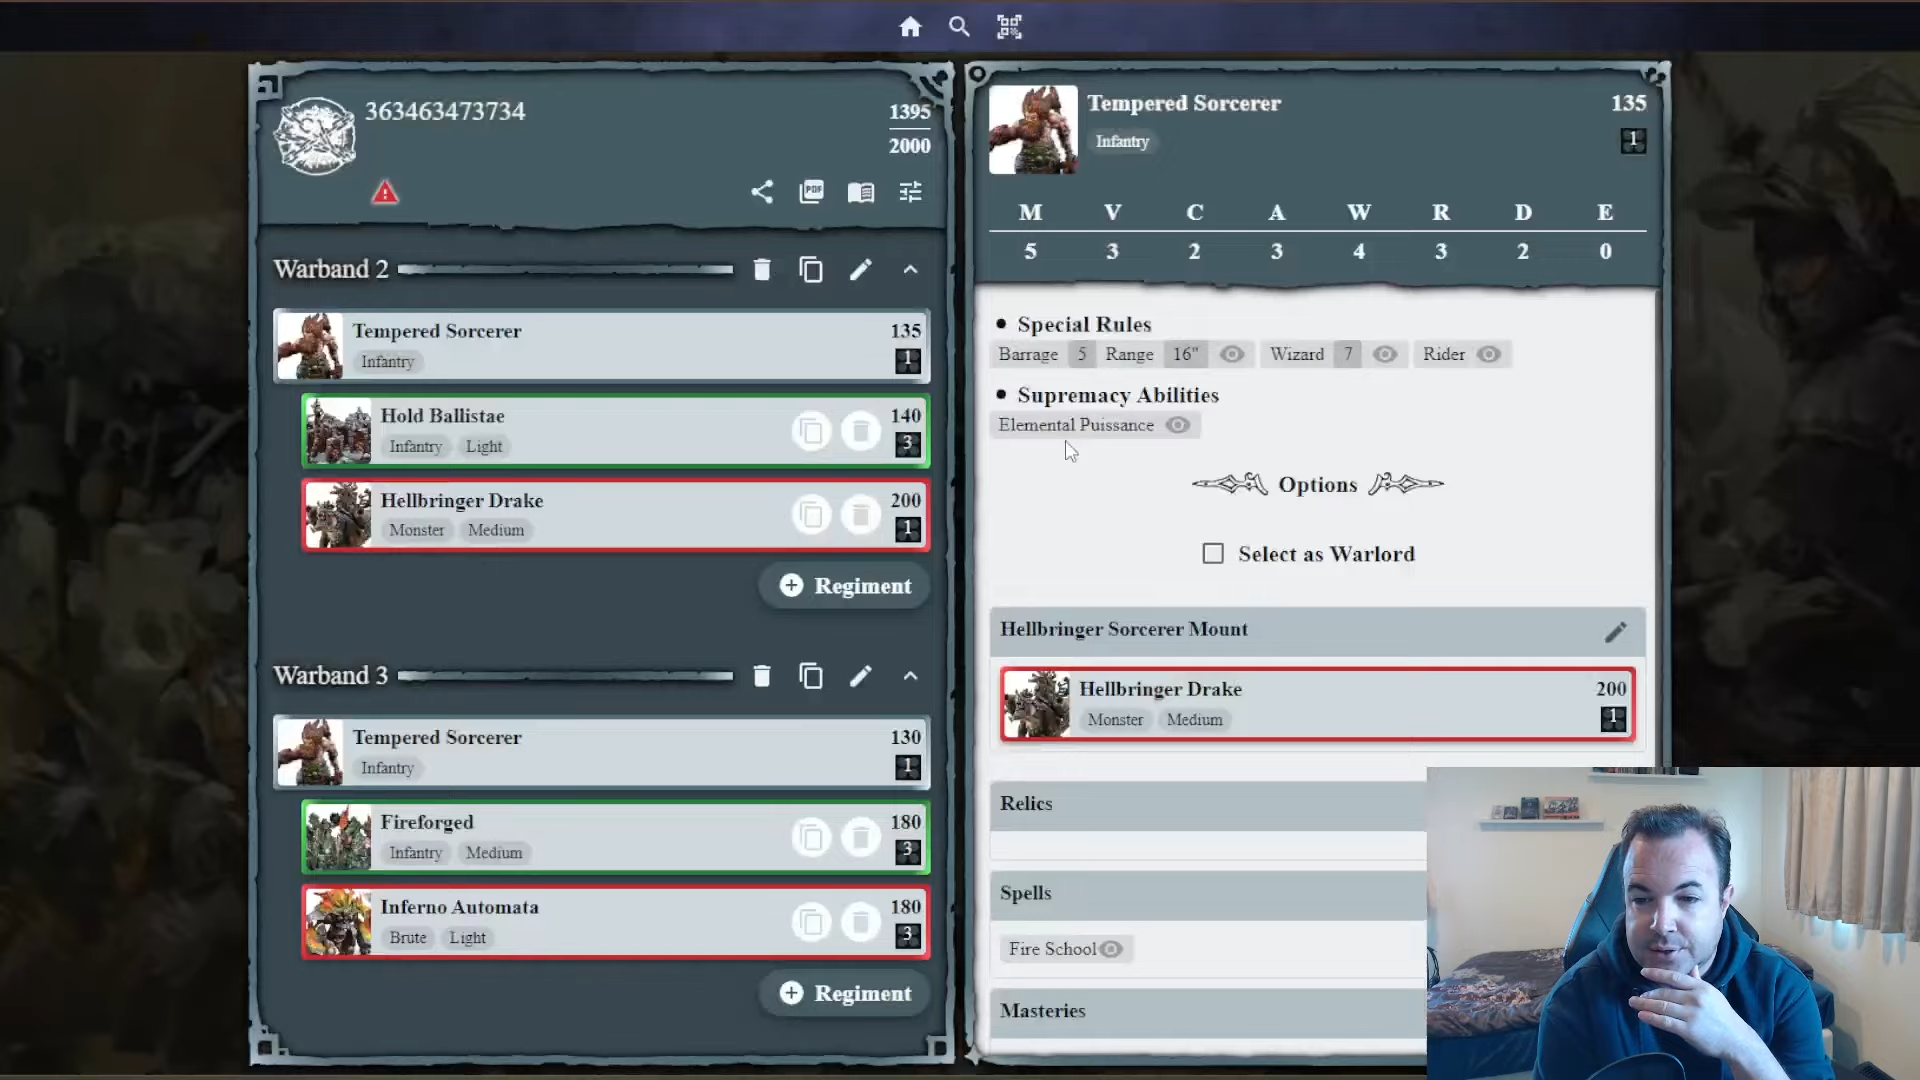 363463473734
1395
2000
PDF
Warband 2
Tempered Sorcerer 135
Infantry 1
Hold Ballistae 140
Infantry Light 3
Hellbringer Drake 200
Monster Medium 1
Regiment
Warband 3
Tempered Sorcerer 130
Infantry 1
Fireforged 180
Infantry Medium 3
Inferno Automata 180
Brute Light 3
Regiment
Tempered Sorcerer 135
Infantry 1
M V C A W R D E
5 3 2 3 4 3 2 0
Special Rules
Barrage 5 Range 16" Wizard 7 Rider
Supremacy Abilities
Elemental Puissance
Options
Select as Warlord
Hellbringer Sorcerer Mount
Hellbringer Drake 200
Monster Medium 1
Relics
Spells
Fire School
Masteries